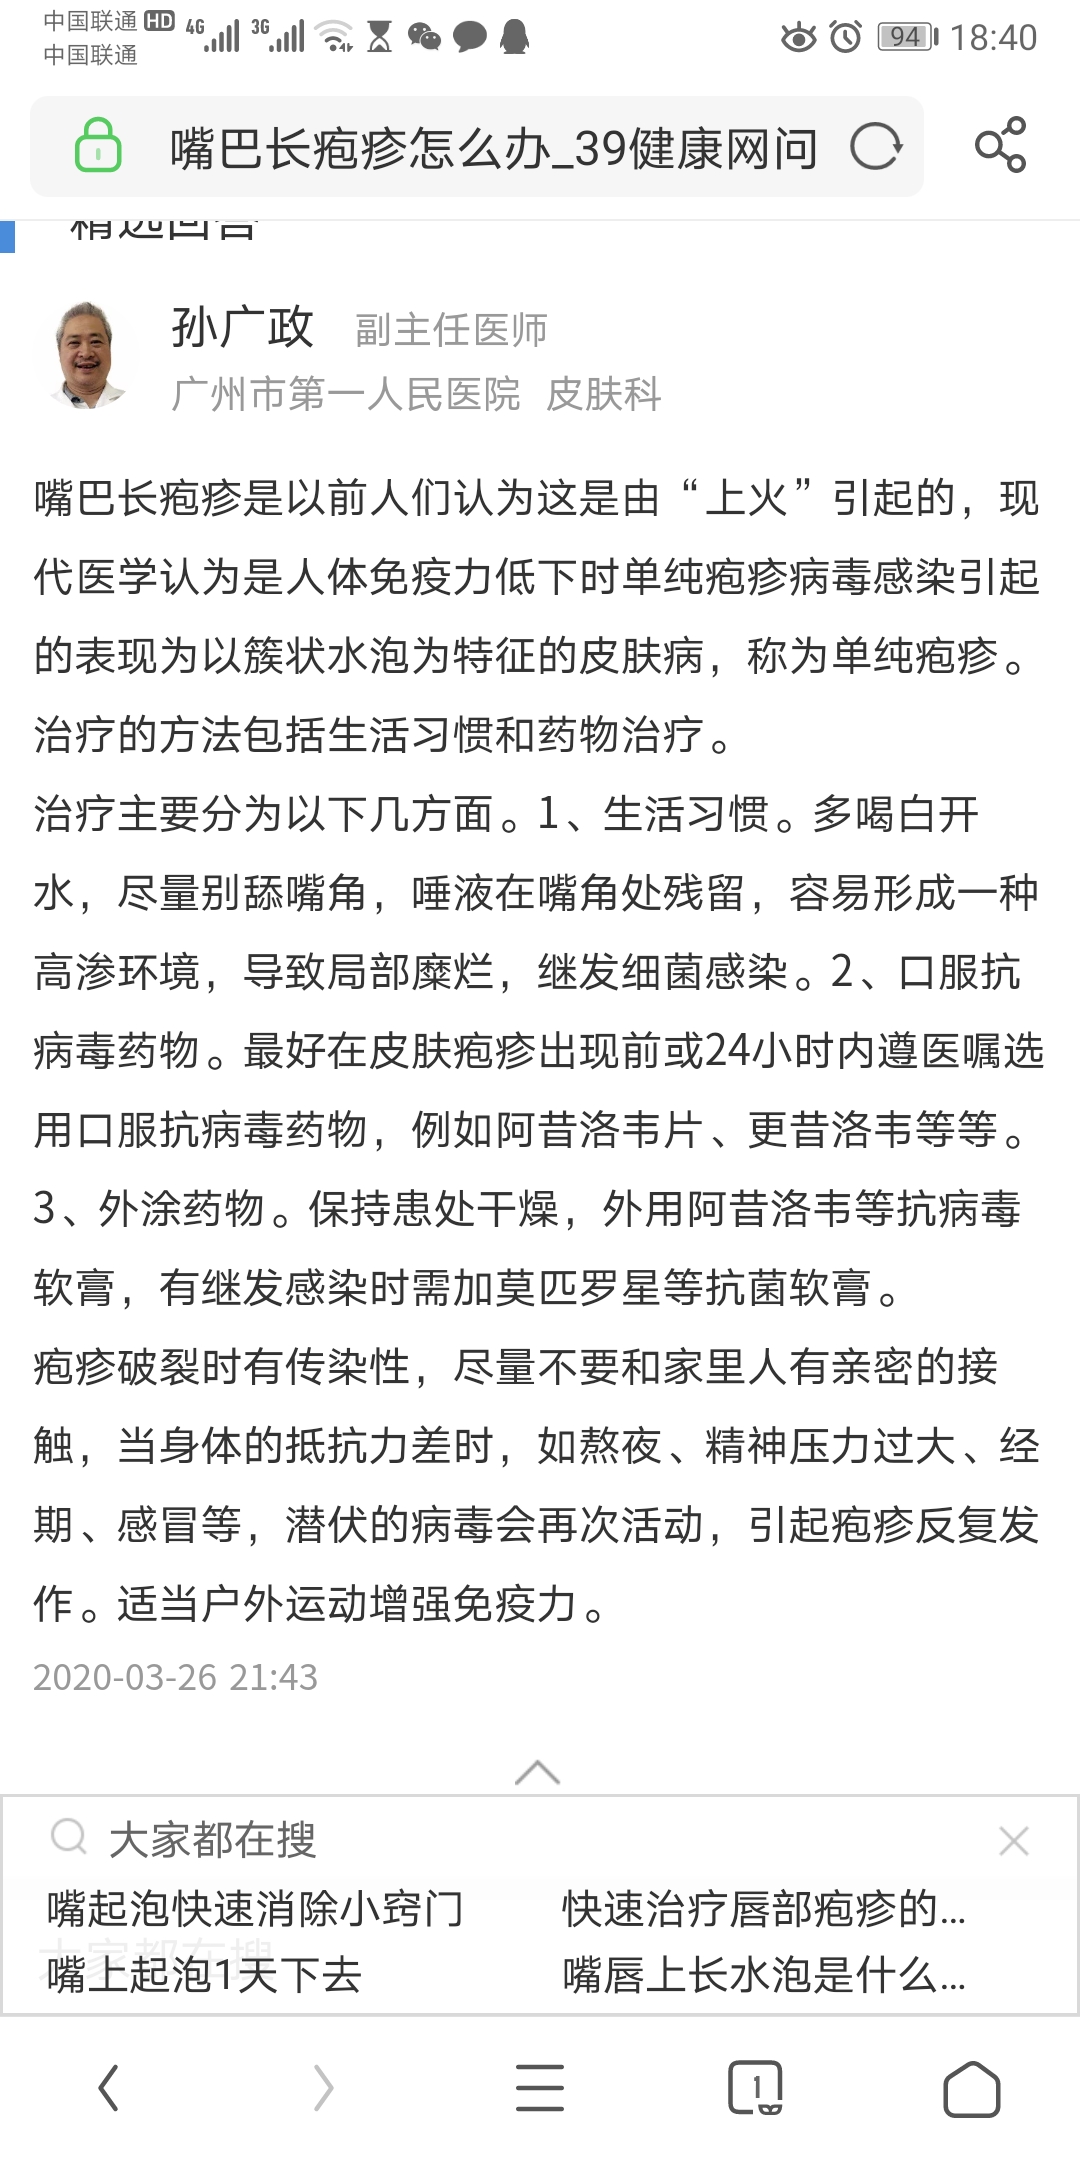 中国联通 HD 4G 3G 94 18:40
中国联通
嘴巴长疱疹怎么办_39健康网问
精选回答
孙广政 副主任医师
广州市第一人民医院 皮肤科
嘴巴长疱疹是以前人们认为这是由“上火”引起的，现
代医学认为是人体免疫力低下时单纯疱疹病毒感染引起
的表现为以簇状水泡为特征的皮肤病，称为单纯疱疹。
治疗的方法包括生活习惯和药物治疗。
治疗主要分为以下几方面。1、生活习惯。多喝白开
水，尽量别舔嘴角，唾液在嘴角处残留，容易形成一种
高渗环境，导致局部糜烂，继发细菌感染。2、口服抗
病毒药物。最好在皮肤疱疹出现前或24小时内遵医嘱选
用口服抗病毒药物，例如阿昔洛韦片、更昔洛韦等等。
3、外涂药物。保持患处干燥，外用阿昔洛韦等抗病毒
软膏，有继发感染时需加莫匹罗星等抗菌软膏。
疱疹破裂时有传染性，尽量不要和家里人有亲密的接
触，当身体的抵抗力差时，如熬夜、精神压力过大、经
期、感冒等，潜伏的病毒会再次活动，引起疱疹反复发
作。适当户外运动增强免疫力。
2020-03-26 21:43
大家都在搜
嘴起泡快速消除小窍门 快速治疗唇部疱疹的...
大家都在搜
嘴上起泡1天下去 嘴唇上长水泡是什么...
1